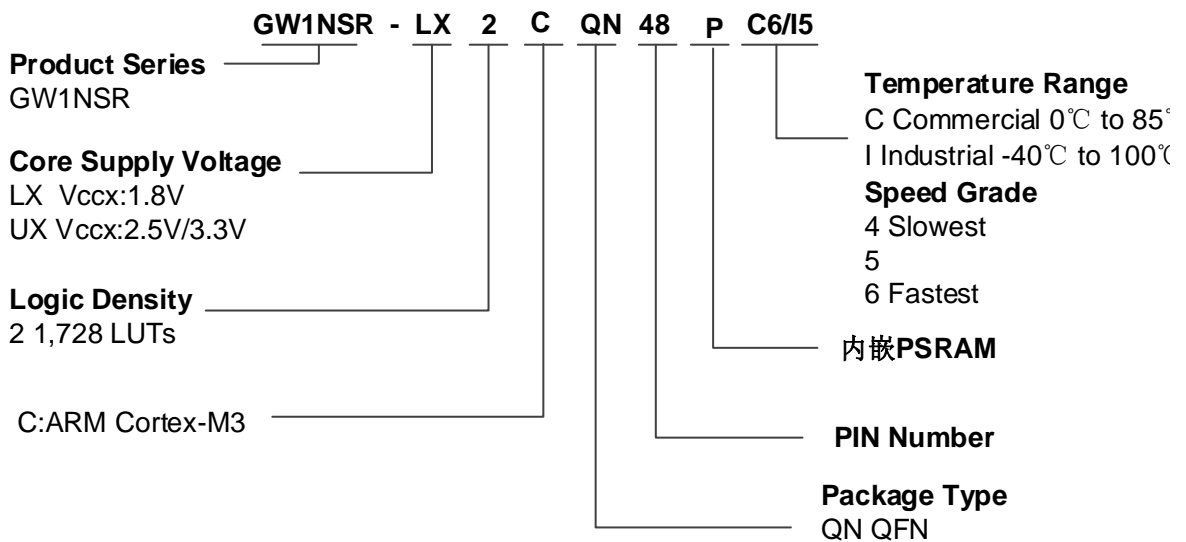 GW1NSR - LX 2 C QN 48 P C6/I5
Product Series
GW1NSR
Core Supply Voltage
LX Vccx:1.8V
UX Vccx:2.5V/3.3V
Logic Density
2 1,728 LUTs
C:ARM Cortex-M3
Temperature Range
C Commercial 0℃ to 85°
I Industrial -40℃ to 100℃
Speed Grade
4 Slowest
5
6 Fastest
内嵌PSRAM
PIN Number
Package Type
QN QFN